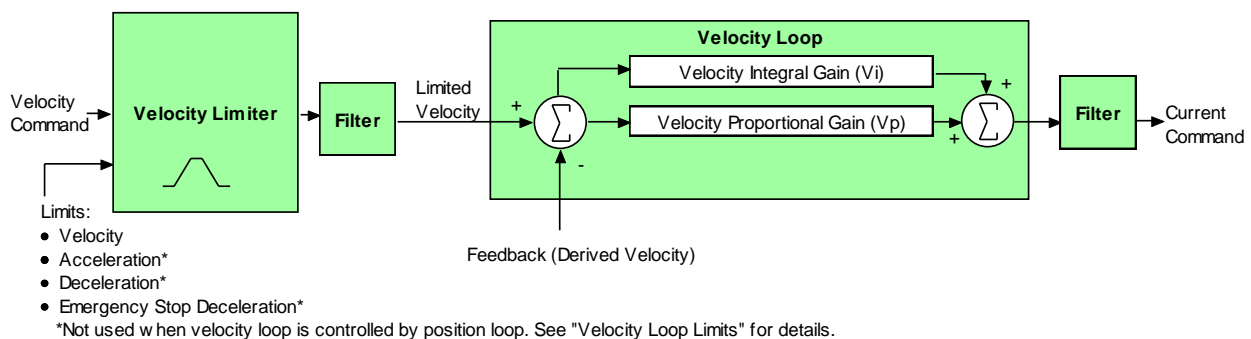 Velocity Loop
Velocity Integral Gain (Vi)
+
Velocity
Command
Velocity Limiter
Filter
Limited
Velocity
+
∑
Velocity Proportional Gain (Vp)
+
∑
Filter
Current
Command
-
Limits:
● Velocity
● Acceleration*
● Deceleration*
● Emergency Stop Deceleration*
*Not used when velocity loop is controlled by position loop. See "Velocity Loop Limits" for details.
Feedback (Derived Velocity)